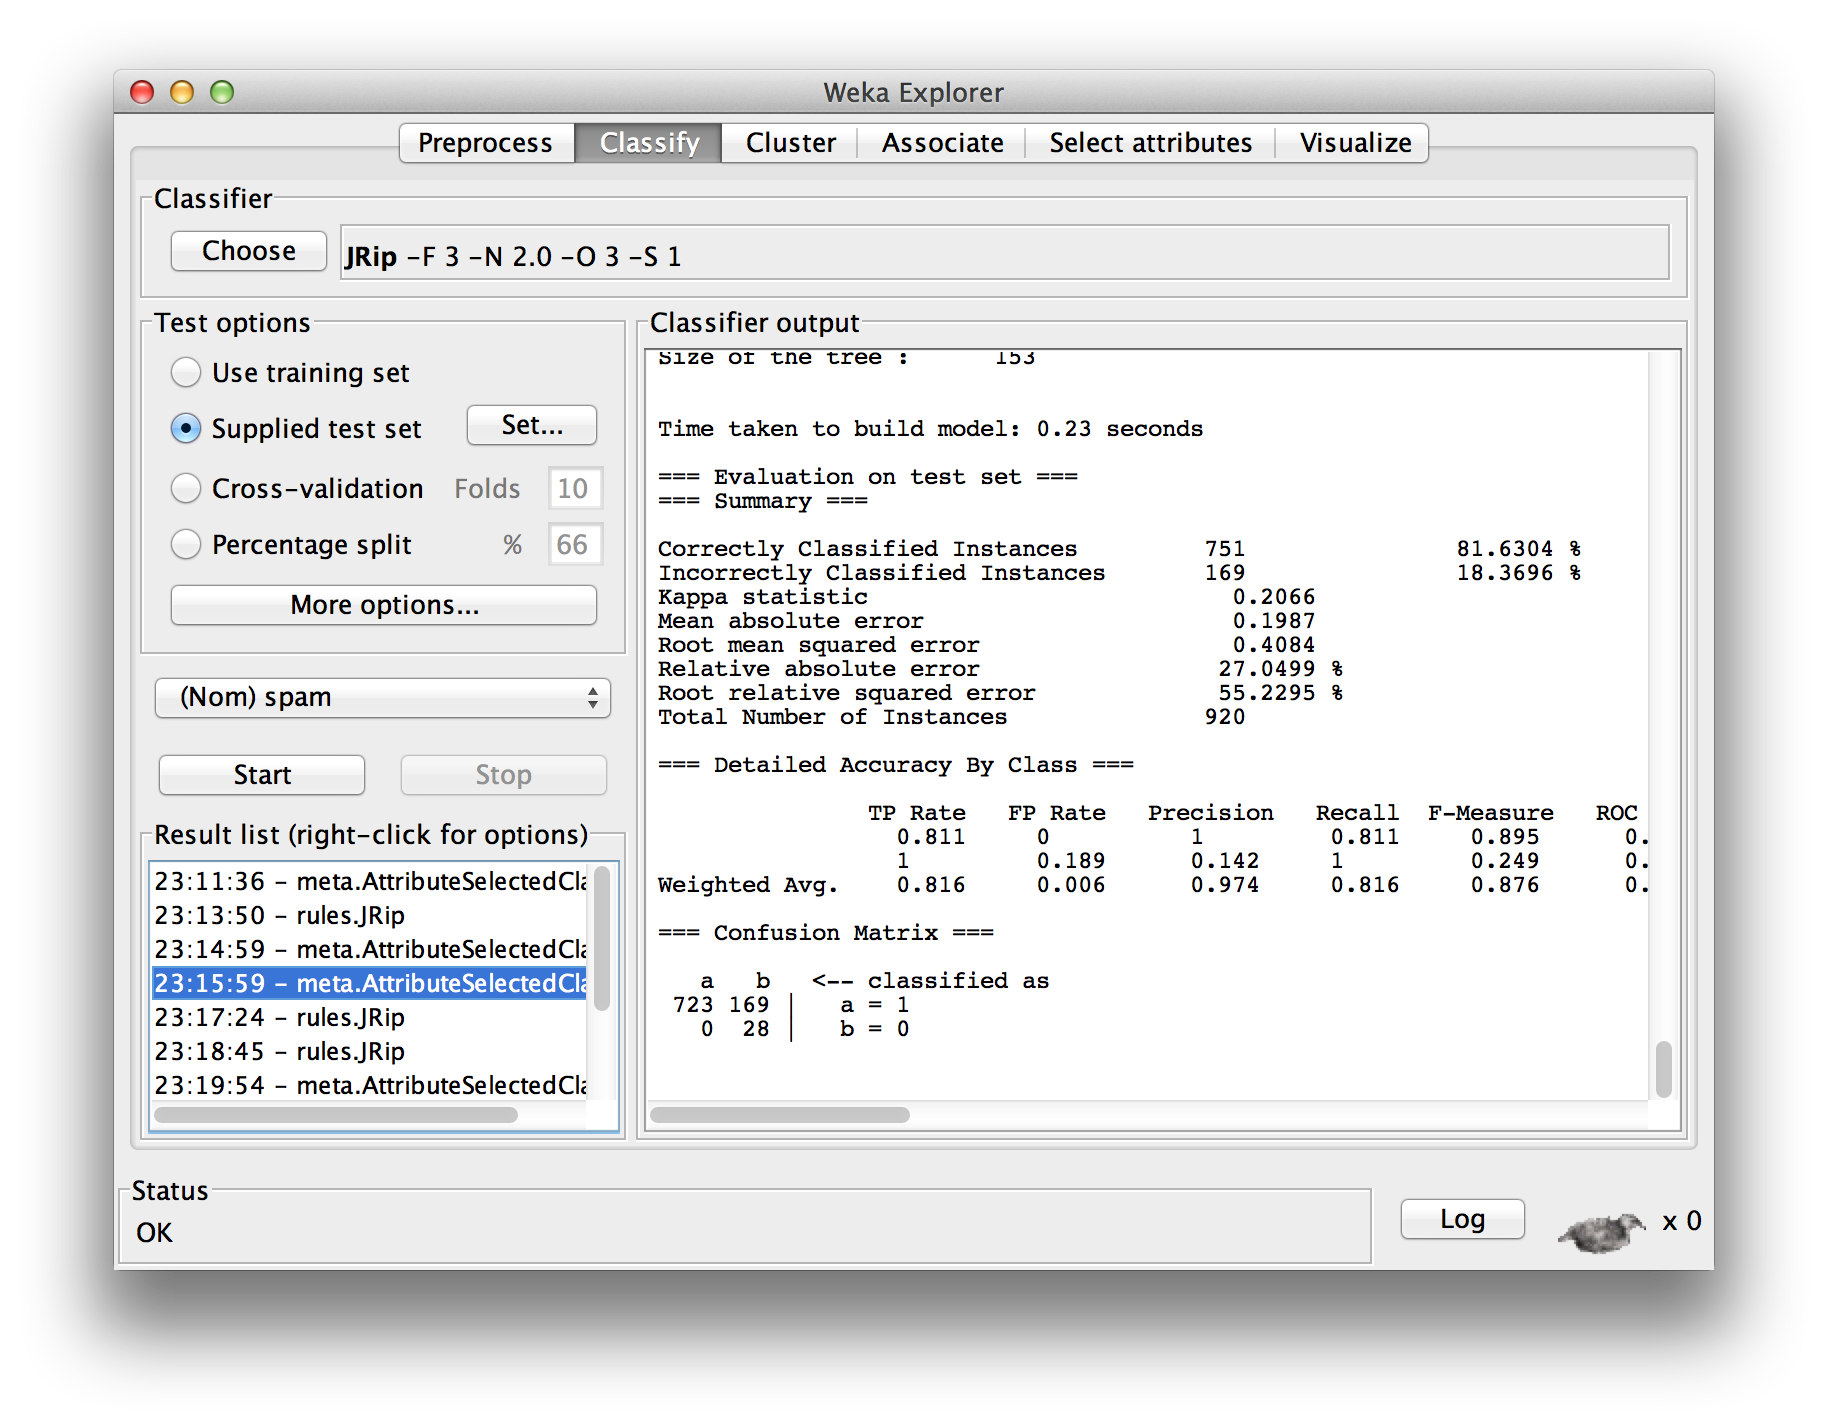 Weka Explorer
Preprocess Classify Cluster Associate Select attributes Visualize
Classifier
Choose JRip -F 3 -N 2.0 -O 3 -S 1
Test options
Use training set
Supplied test set Set...
Cross-validation Folds 10
Percentage split % 66
More options...
(Nom) spam
Start Stop
Result list (right-click for options)
23:11:36 - meta.AttributeSelectedCla
23:13:50 - rules.JRip
23:14:59 - meta.AttributeSelectedCla
23:15:59 - meta.AttributeSelectedCla
23:17:24 - rules.JRip
23:18:45 - rules.JRip
23:19:54 - meta.AttributeSelectedCla
Classifier output
Size of the tree : 153
Time taken to build model: 0.23 seconds
=== Evaluation on test set ===
=== Summary ===
Correctly Classified Instances 751 81.6304 %
Incorrectly Classified Instances 169 18.3696 %
Kappa statistic 0.2066
Mean absolute error 0.1987
Root mean squared error 0.4084
Relative absolute error 27.0499 %
Root relative squared error 55.2295 %
Total Number of Instances 920
=== Detailed Accuracy By Class ===
TP Rate FP Rate Precision Recall F-Measure ROC
0.811 0 1 0.811 0.895 0.
1 0.189 0.142 1 0.249 0.
Weighted Avg. 0.816 0.006 0.974 0.816 0.876 0.
=== Confusion Matrix ===
a b <-- classified as
723 169 | a = 1
0 28 | b = 0
Status
OK
Log x 0